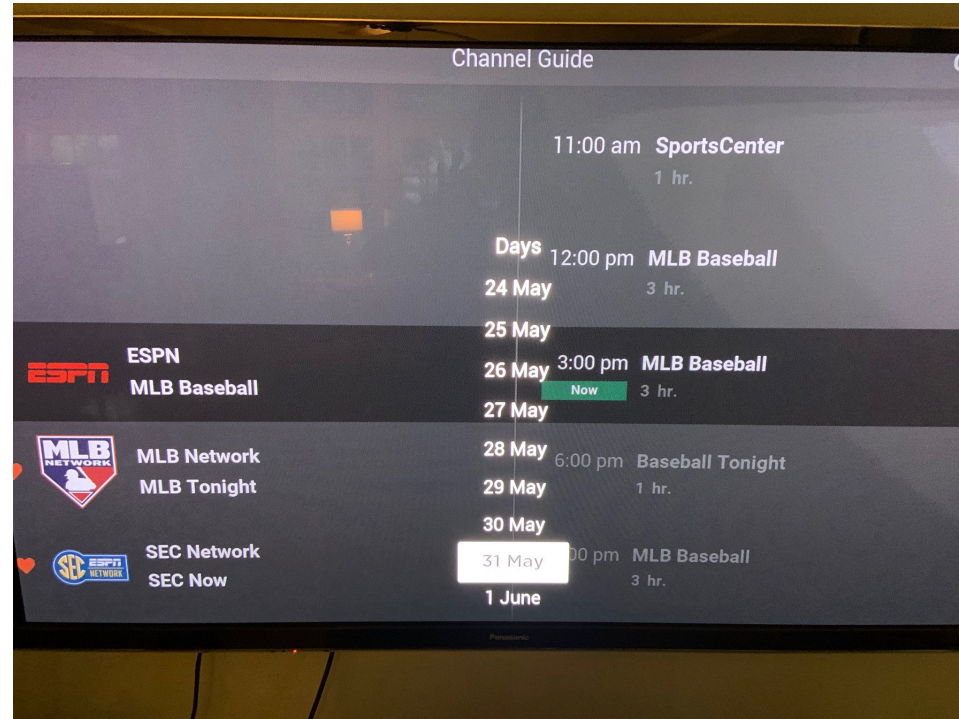 Channel Guide
11:00 am SportsCenter
1 hr.
Days
12:00 pm MLB Baseball
24 May
3 hr.
25 May
ESPN
ESPN
MLB Baseball
26 May
3:00 pm MLB Baseball
Now
3 hr.
27 May
MLB
NETWORK
MLB Network
MLB Tonight
28 May
6:00 pm Baseball Tonight
1 hr.
29 May
30 May
SEC
ESPN
NETWORK
SEC Network
SEC Now
31 May
00 pm MLB Baseball
3 hr.
1 June
Panasonic